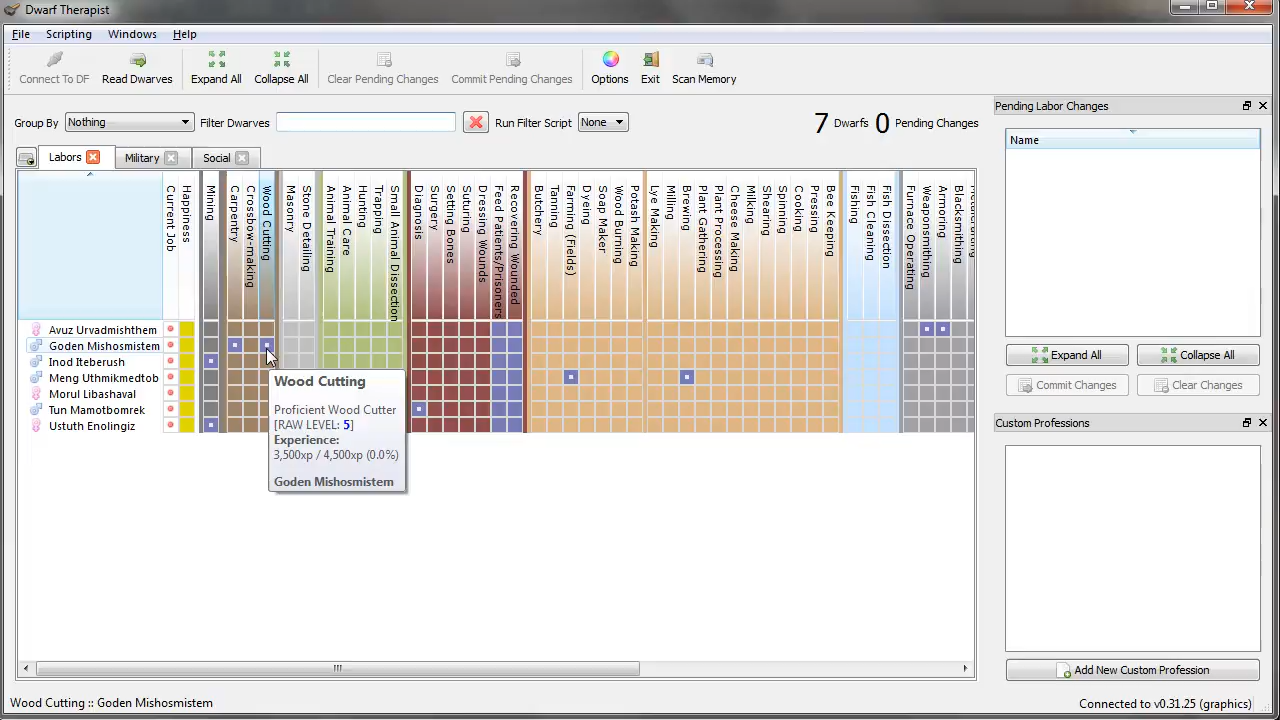 Dwarf Therapist
File Scripting Windows Help
Connect To DF Read Dwarves Expand All Collapse All Clear Pending Changes Commit Pending Changes Options Exit Scan Memory
Group By Nothing Filter Dwarves Run Filter Script None 7 Dwarfs 0 Pending Changes
Labors Military Social
Current Job
Happiness
Mining
Carpentry
Crossbow-making
Wood Cutting
Masonry
Stone Detailing
Animal Training
Animal Care
Hunting
Trapping
Small Animal Dissection
Diagnosis
Surgery
Setting Bones
Suturing
Dressing Wounds
Feed Patients/Prisoners
Recovering Wounded
Butchery
Tanning
Farming (Fields)
Dyeing
Soap Maker
Wood Burning
Potash Making
Lye Making
Milling
Brewing
Plant Gathering
Plant Processing
Cheese Making
Milking
Shearing
Spinning
Cooking
Pressing
Bee Keeping
Fishing
Fish Cleaning
Fish Dissection
Furnace Operating
Weaponsmithing
Armoring
Blacksmithing
Avuz Urvadmishthem
Goden Mishosmistem
Inod Iteberush
Meng Uthmikmedtob
Morul Libashaval
Tun Mamotbomrek
Ustuth Enolingiz
Wood Cutting
Proficient Wood Cutter
[RAW LEVEL: 5]
Experience:
3,500xp / 4,500xp (0.0%)
Goden Mishosmistem
Pending Labor Changes
Name
Expand All Collapse All
Commit Changes Clear Changes
Custom Professions
Add New Custom Profession
Wood Cutting :: Goden Mishosmistem Connected to v0.31.25 (graphics)